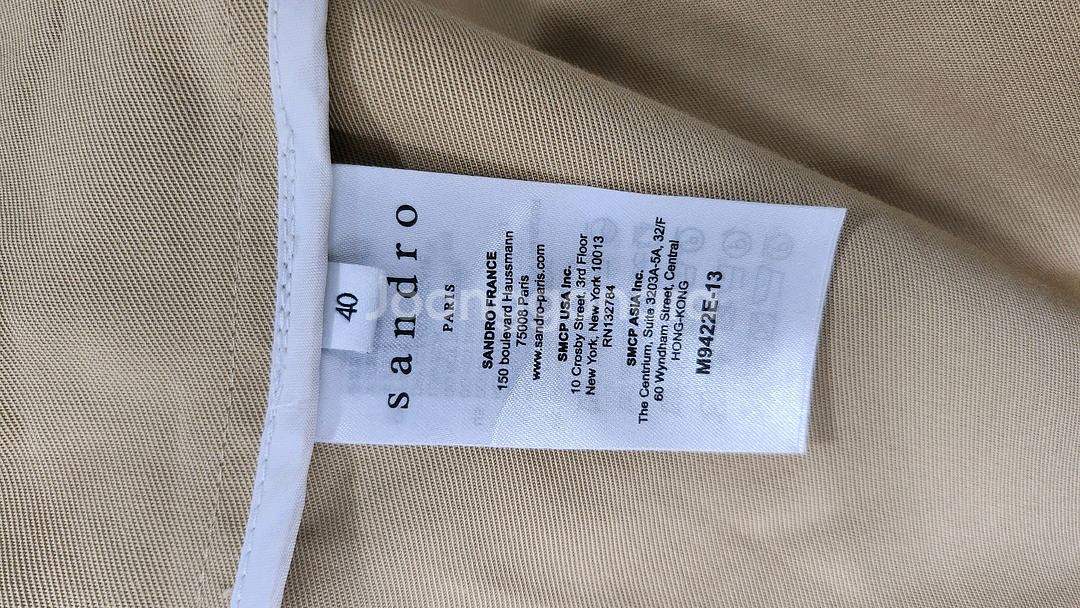 40
sandro
PARIS
SANDRO FRANCE
150 boulevard Haussmann
75008 Paris
www.sandro-paris.com
SMCP USA Inc.
10 Crosby Street, 3rd Floor
New York, New York 10013
RN132784
SMCP ASIA Inc.
The Centrium, Suite 3203A-5A, 32/F
60 Wyndham Street, Central
HONG-KONG
M9422E-13